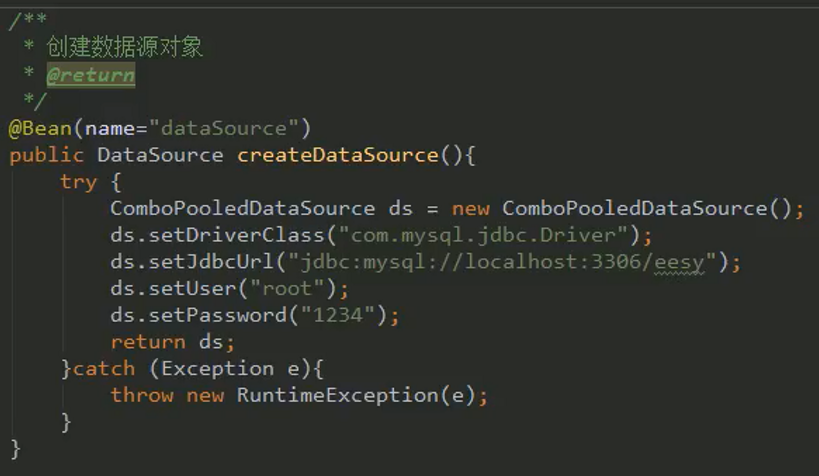 /**
 * 创建数据源对象
 * @return
 */
@Bean(name="dataSource")
public DataSource createDataSource(){
    try {
        ComboPooledDataSource ds = new ComboPooledDataSource();
        ds.setDriverClass("com.mysql.jdbc.Driver");
        ds.setJdbcUrl("jdbc:mysql://localhost:3306/eesy");
        ds.setUser("root");
        ds.setPassword("1234");
        return ds;
    }catch (Exception e){
        throw new RuntimeException(e);
    }
}